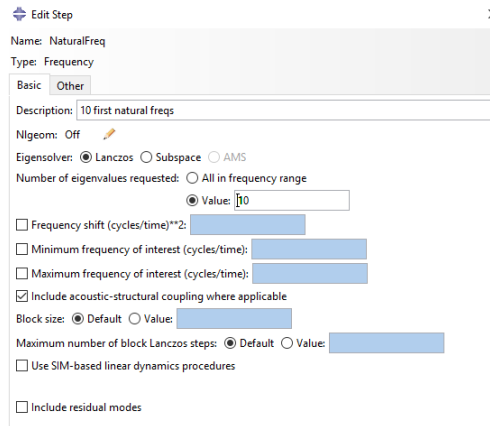 Edit Step
Name: NaturalFreq
Type: Frequency
Basic Other
Description: 10 first natural freqs
Nlgeom: Off
Eigensolver: Lanczos Subspace AMS
Number of eigenvalues requested: All in frequency range
Value: 10
Frequency shift (cycles/time)**2:
Minimum frequency of interest (cycles/time):
Maximum frequency of interest (cycles/time):
Include acoustic-structural coupling where applicable
Block size: Default Value:
Maximum number of block Lanczos steps: Default Value:
Use SIM-based linear dynamics procedures
Include residual modes